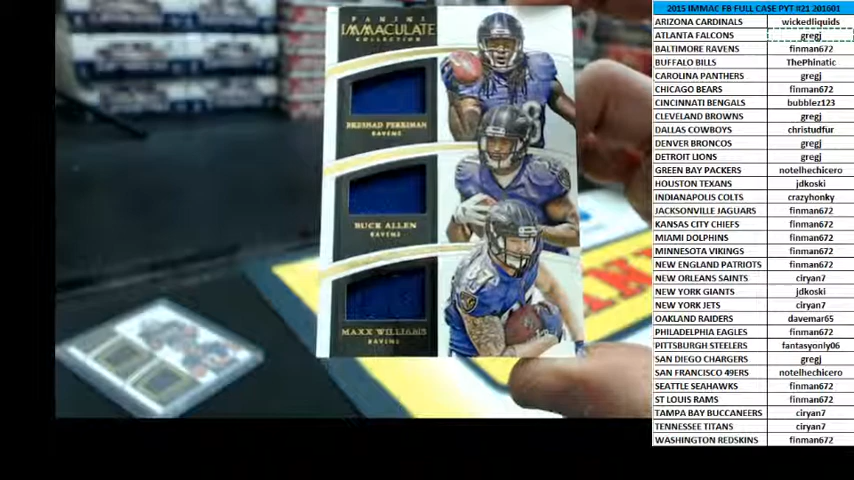 PANINI
IMMACULATE
COLLECTION
BRESHAD PERRIMAN
RAVENS
BUCK ALLEN
RAVENS
MAXX WILLIAMS
RAVENS
2015 IMMAC FB FULL CASE PYT #21 201601
ARIZONA CARDINALS wickedliquids
ATLANTA FALCONS gregj
BALTIMORE RAVENS finman672
BUFFALO BILLS ThePhinatic
CAROLINA PANTHERS gregj
CHICAGO BEARS finman672
CINCINNATI BENGALS bubblez123
CLEVELAND BROWNS gregj
DALLAS COWBOYS christudfur
DENVER BRONCOS gregj
DETROIT LIONS gregj
GREEN BAY PACKERS notelhechicero
HOUSTON TEXANS jdkoski
INDIANAPOLIS COLTS crazyhonky
JACKSONVILLE JAGUARS finman672
KANSAS CITY CHIEFS finman672
MIAMI DOLPHINS finman672
MINNESOTA VIKINGS finman672
NEW ENGLAND PATRIOTS finman672
NEW ORLEANS SAINTS ciryan7
NEW YORK GIANTS jdkoski
NEW YORK JETS ciryan7
OAKLAND RAIDERS davemar65
PHILADELPHIA EAGLES finman672
PITTSBURGH STEELERS fantasyonly06
SAN DIEGO CHARGERS gregj
SAN FRANCISCO 49ERS notelhechicero
SEATTLE SEAHAWKS finman672
ST LOUIS RAMS finman672
TAMPA BAY BUCCANEERS ciryan7
TENNESSEE TITANS ciryan7
WASHINGTON REDSKINS finman672